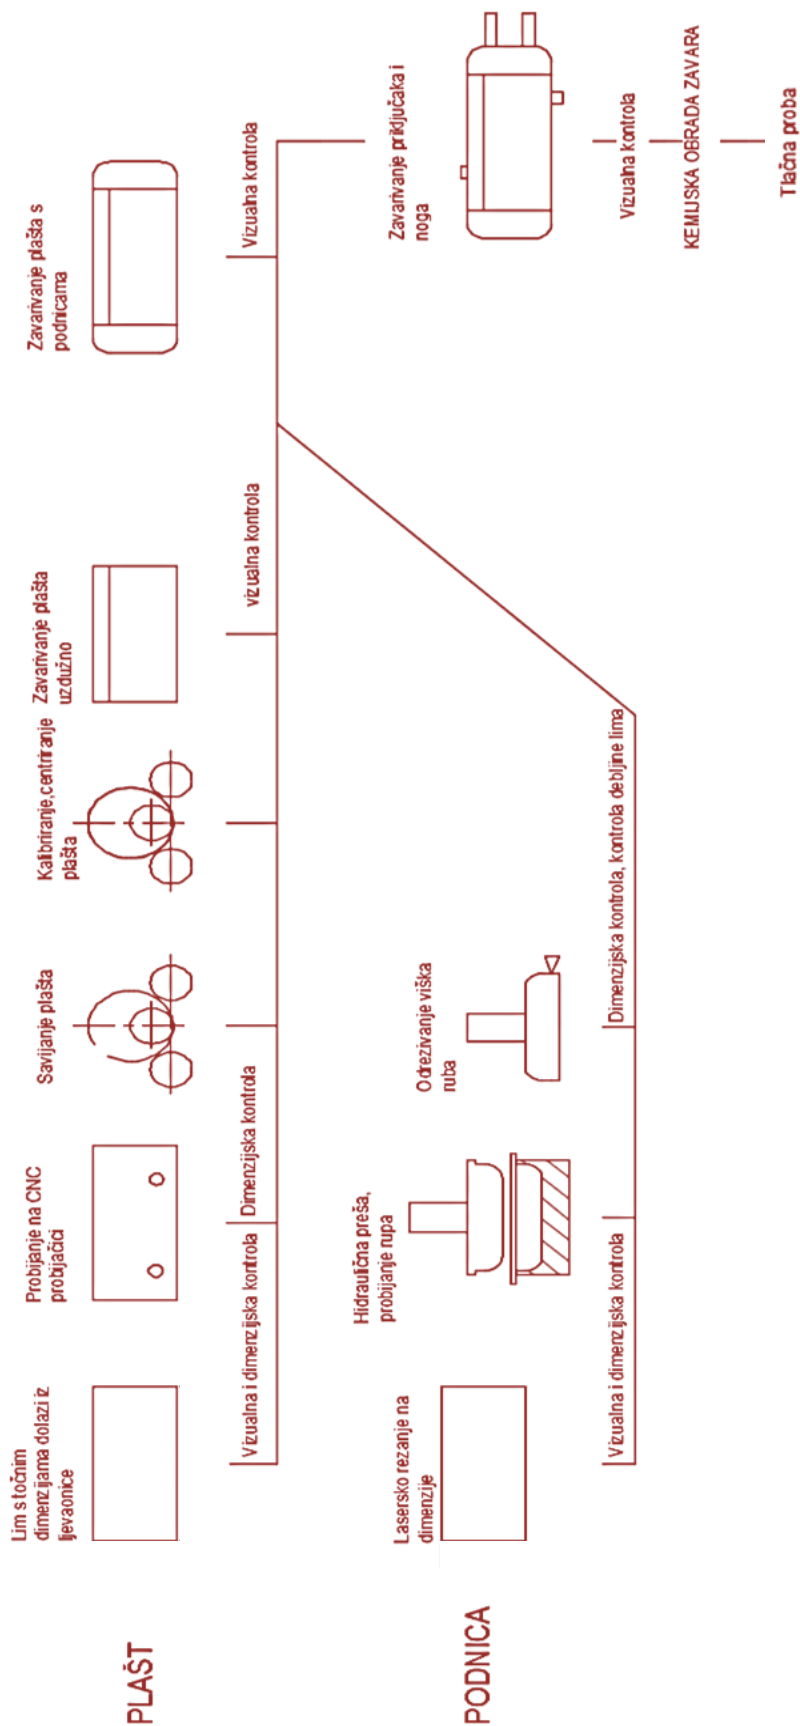 PLAŠT
Lim s točnim
dimenzijama dolazi iz
ljevaonice
Probijanje na CNC
probijačici
Savijanje plašta
Kalibriranje,centriranje
plašta
Zavarivanje plašta
uzdužno
Zavarivanje plašta s
podnicama
Vizualna i dimenzijska kontrola
Dimenzijska kontrola
vizualna kontrola
Vizualna kontrola
PODNICA
Lasersko rezanje na
dimenzije
Hidraulična preša,
probijanje rupa
Odrezivanje viška
ruba
Zavarivanje priključaka i
noga
Vizualna i dimenzijska kontrola
Dimenzijska kontrola, kontrola debljine lima
Vizualna kontrola
KEMIJSKA OBRADA ZAVARA
Tlačna proba